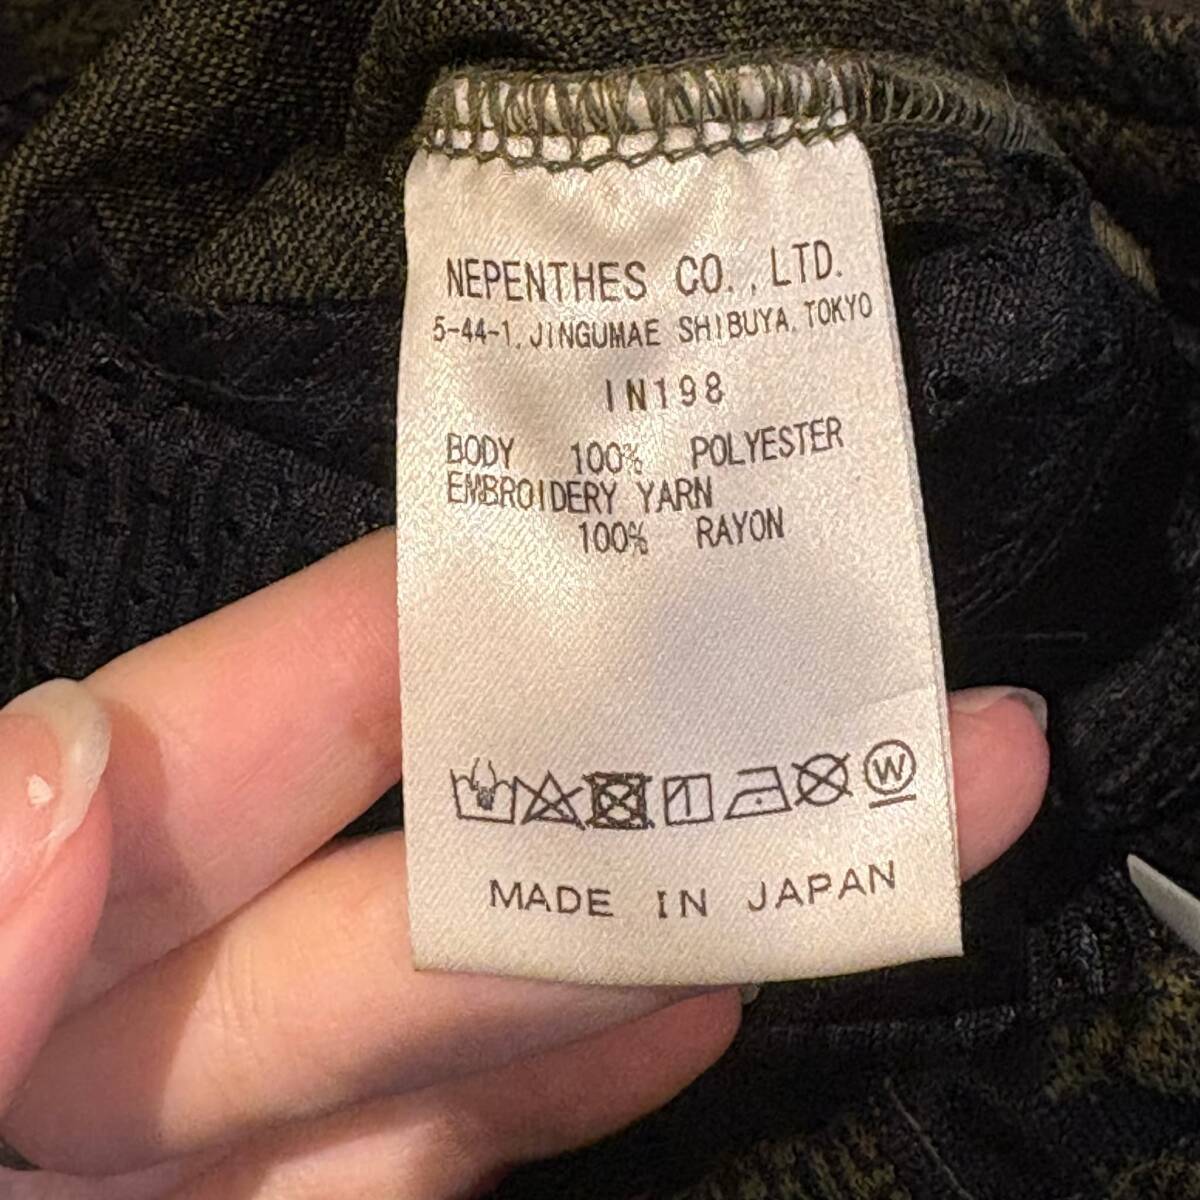 NEPENTHES CO., LTD.
5-44-1, JINGUMAE SHIBUYA, TOKYO
IN198
BODY 100% POLYESTER
EMBROIDERY YARN
100% RAYON
W
MADE IN JAPAN